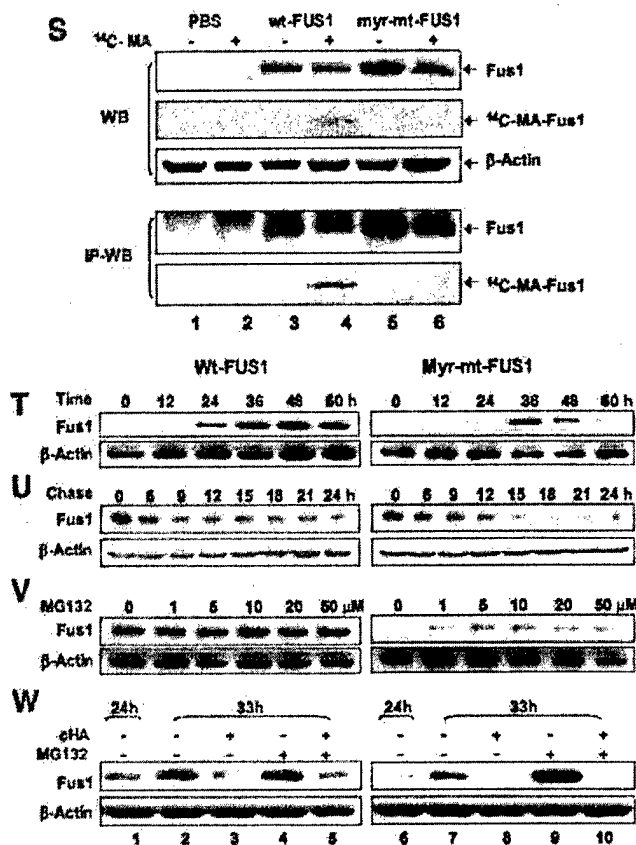 S
PBS wt-FUS1 myr-mt-FUS1
¹⁴C-MA - + - + - +
Fus1
WB
¹⁴C-MA-Fus1
β-Actin
Fus1
IP-WB
¹⁴C-MA-Fus1
1 2 3 4 5 6
Wt-FUS1 Myr-mt-FUS1
T
Time 0 12 24 36 48 60 h 0 12 24 36 48 60 h
Fus1
β-Actin
U
Chase 0 6 9 12 15 18 21 24 h 0 6 9 12 15 18 21 24 h
Fus1
β-Actin
V
MG132 0 1 5 10 20 50 μM 0 1 5 10 20 50 μM
Fus1
β-Actin
W
24h 33h 24h 33h
cHA - - + - + - - + - +
MG132 - - - + + - - - + +
Fus1
β-Actin
1 2 3 4 5 6 7 8 9 10